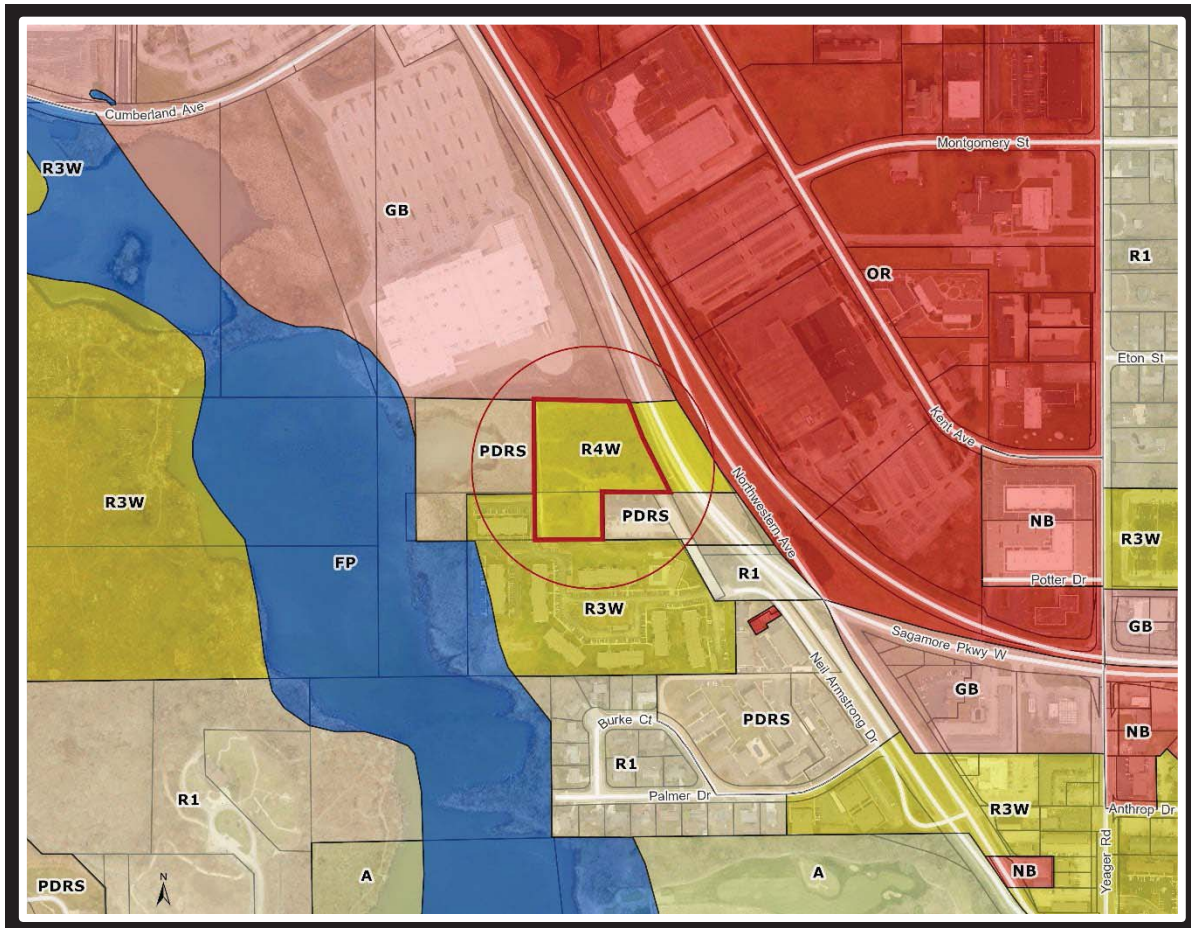 Cumberland Ave
Montgomery St
R3W
GB
R1
OR
Eton St
Kent Ave
PDRS
R4W
Northwestern Ave
R3W
PDRS
NB
R3W
FP
R1
Potter Dr
R3W
GB
Sagamore Pkwy W
Neil Armstrong Dr
GB
Burke Ct
PDRS
NB
R1
R1
Palmer Dr
R3W
Anthrop Dr
A
A
NB
Yeager Rd
PDRS
N